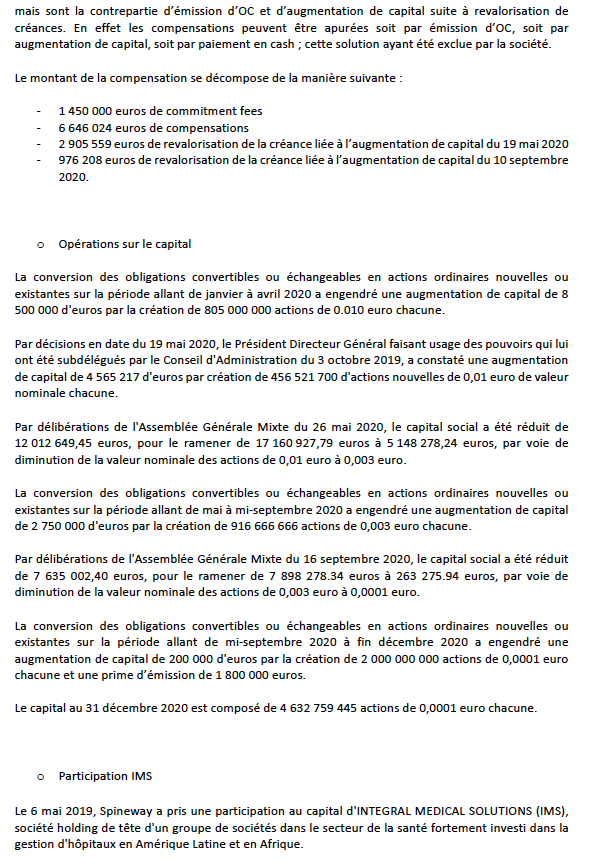 mais sont la contrepartie d'émission d'OC et d'augmentation de capital suite à revalorisation de
créances. En effet les compensations peuvent être apurées soit par émission d'OC, soit par
augmentation de capital, soit par paiement en cash ; cette solution ayant été exclue par la société.
Le montant de la compensation se décompose de la manière suivante :
- 1 450 000 euros de commitment fees
- 6 646 024 euros de compensations
- 2 905 559 euros de revalorisation de la créance liée à l'augmentation de capital du 19 mai 2020
- 976 208 euros de revalorisation de la créance liée à l'augmentation de capital du 10 septembre
2020.
o Opérations sur le capital
La conversion des obligations convertibles ou échangeables en actions ordinaires nouvelles ou
existantes sur la période allant de janvier à avril 2020 a engendré une augmentation de capital de 8
500 000 d'euros par la création de 805 000 000 actions de 0.010 euro chacune.
Par décisions en date du 19 mai 2020, le Président Directeur Général faisant usage des pouvoirs qui lui
ont été subdélégués par le Conseil d'Administration du 3 octobre 2019, a constaté une augmentation
de capital de 4 565 217 d'euros par création de 456 521 700 d'actions nouvelles de 0,01 euro de valeur
nominale chacune.
Par délibérations de l'Assemblée Générale Mixte du 26 mai 2020, le capital social a été réduit de
12 012 649,45 euros, pour le ramener de 17 160 927,79 euros à 5 148 278,24 euros, par voie de
diminution de la valeur nominale des actions de 0,01 euro à 0,003 euro.
La conversion des obligations convertibles ou échangeables en actions ordinaires nouvelles ou
existantes sur la période allant de mai à mi-septembre 2020 a engendré une augmentation de capital
de 2 750 000 d'euros par la création de 916 666 666 actions de 0,003 euro chacune.
Par délibérations de l'Assemblée Générale Mixte du 16 septembre 2020, le capital social a été réduit
de 7 635 002,40 euros, pour le ramener de 7 898 278.34 euros à 263 275.94 euros, par voie de
diminution de la valeur nominale des actions de 0,003 euro à 0,0001 euro.
La conversion des obligations convertibles ou échangeables en actions ordinaires nouvelles ou
existantes sur la période allant de mi-septembre 2020 à fin décembre 2020 a engendré une
augmentation de capital de 200 000 d'euros par la création de 2 000 000 000 actions de 0,0001 euro
chacune et une prime d'émission de 1 800 000 euros.
Le capital au 31 décembre 2020 est composé de 4 632 759 445 actions de 0,0001 euro chacune.
o Participation IMS
Le 6 mai 2019, Spineway a pris une participation au capital d'INTEGRAL MEDICAL SOLUTIONS (IMS),
société holding de tête d'un groupe de sociétés dans le secteur de la santé fortement investi dans la
gestion d'hôpitaux en Amérique Latine et en Afrique.